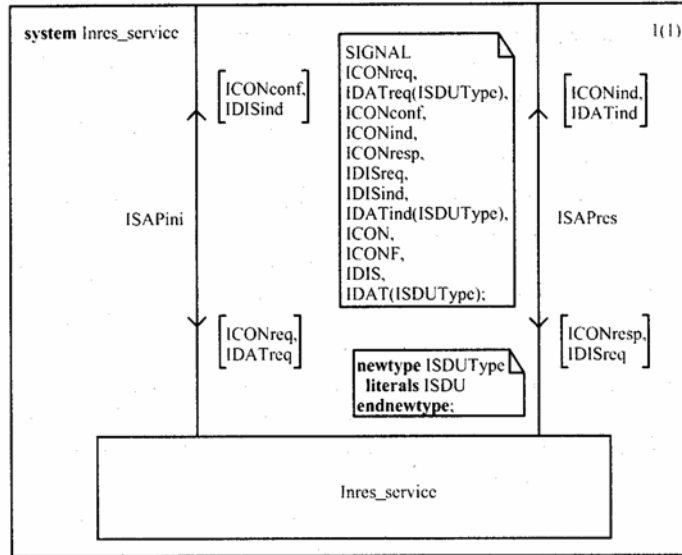 system Inres_service
1(1)
[ICONconf,
IDISind]
SIGNAL
ICONreq,
IDATreq(ISDUType),
ICONconf,
ICONind,
ICONresp,
IDISreq,
IDISind,
IDATind(ISDUType),
ICON,
ICONF,
IDIS,
IDAT(ISDUType);
[ICONind,
IDATind]
ISAPini
ISAPres
[ICONreq,
IDATreq]
[ICONresp,
IDISreq]
newtype ISDUType
literals ISDU
endnewtype;
Inres_service